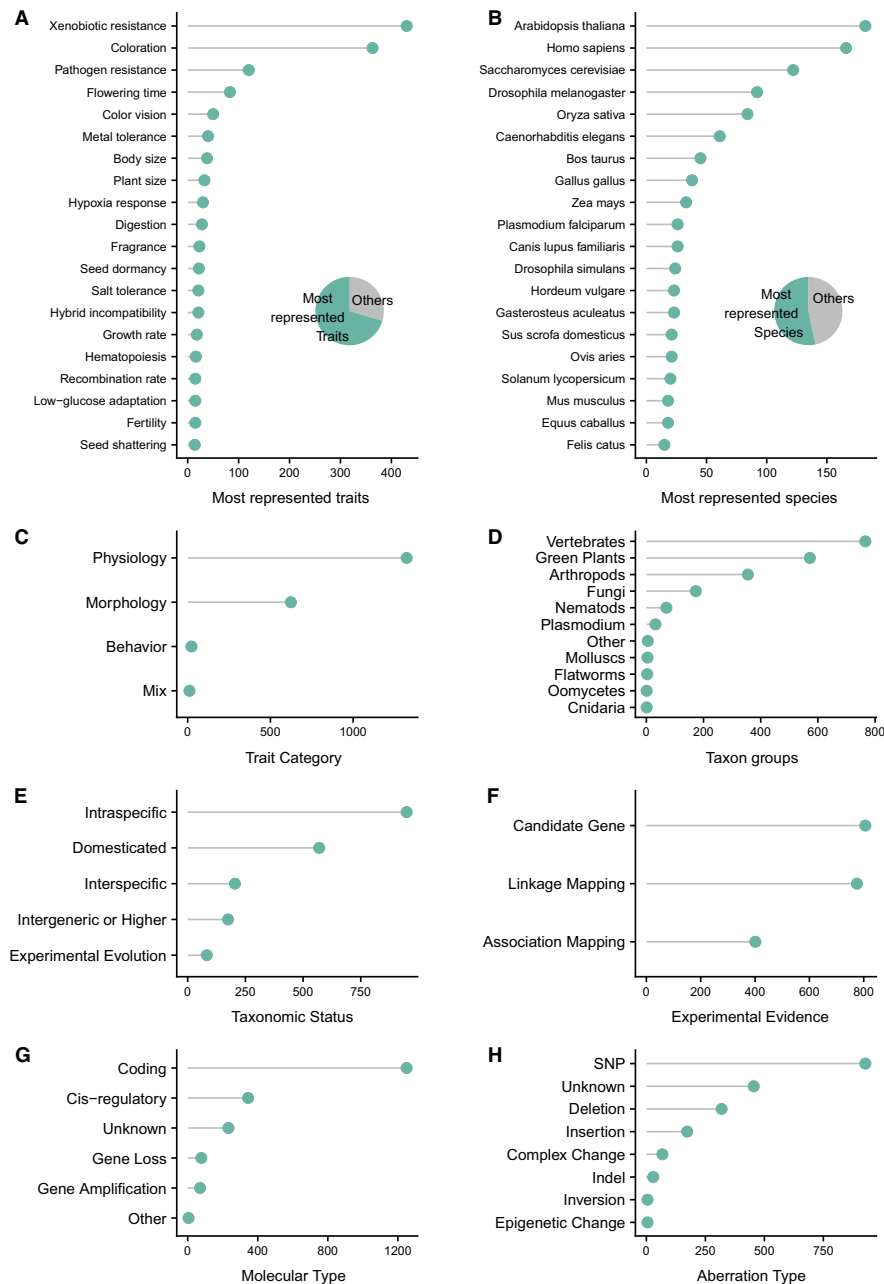 A
Xenobiotic resistance
Coloration
Pathogen resistance
Flowering time
Color vision
Metal tolerance
Body size
Plant size
Hypoxia response
Digestion
Fragrance
Seed dormancy
Salt tolerance
Hybrid incompatibility
Growth rate
Hematopoiesis
Recombination rate
Low−glucose adaptation
Fertility
Seed shattering
Most
represented
Traits
Others
0 100 200 300 400
Most represented traits
B
Arabidopsis thaliana
Homo sapiens
Saccharomyces cerevisiae
Drosophila melanogaster
Oryza sativa
Caenorhabditis elegans
Bos taurus
Gallus gallus
Zea mays
Plasmodium falciparum
Canis lupus familiaris
Drosophila simulans
Hordeum vulgare
Gasterosteus aculeatus
Sus scrofa domesticus
Ovis aries
Solanum lycopersicum
Mus musculus
Equus caballus
Felis catus
Most
represented
Species
Others
0 50 100 150
Most represented species
C
Physiology
Morphology
Behavior
Mix
0 500 1000
Trait Category
D
Vertebrates
Green Plants
Arthropods
Fungi
Nematods
Plasmodium
Other
Molluscs
Flatworms
Oomycetes
Cnidaria
0 200 400 600 800
Taxon groups
E
Intraspecific
Domesticated
Interspecific
Intergeneric or Higher
Experimental Evolution
0 250 500 750
Taxonomic Status
F
Candidate Gene
Linkage Mapping
Association Mapping
0 200 400 600 800
Experimental Evidence
G
Coding
Cis−regulatory
Unknown
Gene Loss
Gene Amplification
Other
0 400 800 1200
Molecular Type
H
SNP
Unknown
Deletion
Insertion
Complex Change
Indel
Inversion
Epigenetic Change
0 250 500 750
Aberration Type